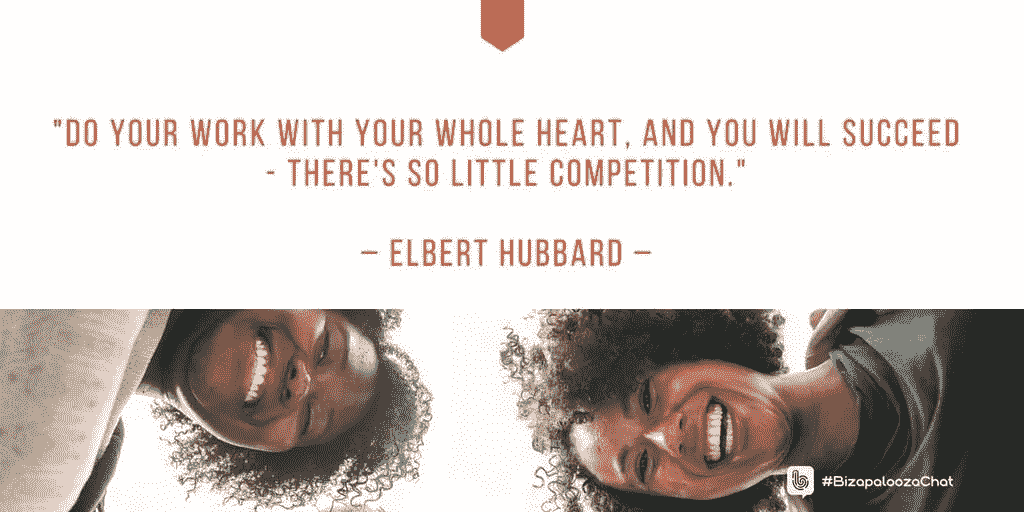 "DO YOUR WORK WITH YOUR WHOLE HEART, AND YOU WILL SUCCEED
- THERE'S SO LITTLE COMPETITION."
– ELBERT HUBBARD –
#BizapaloozaChat